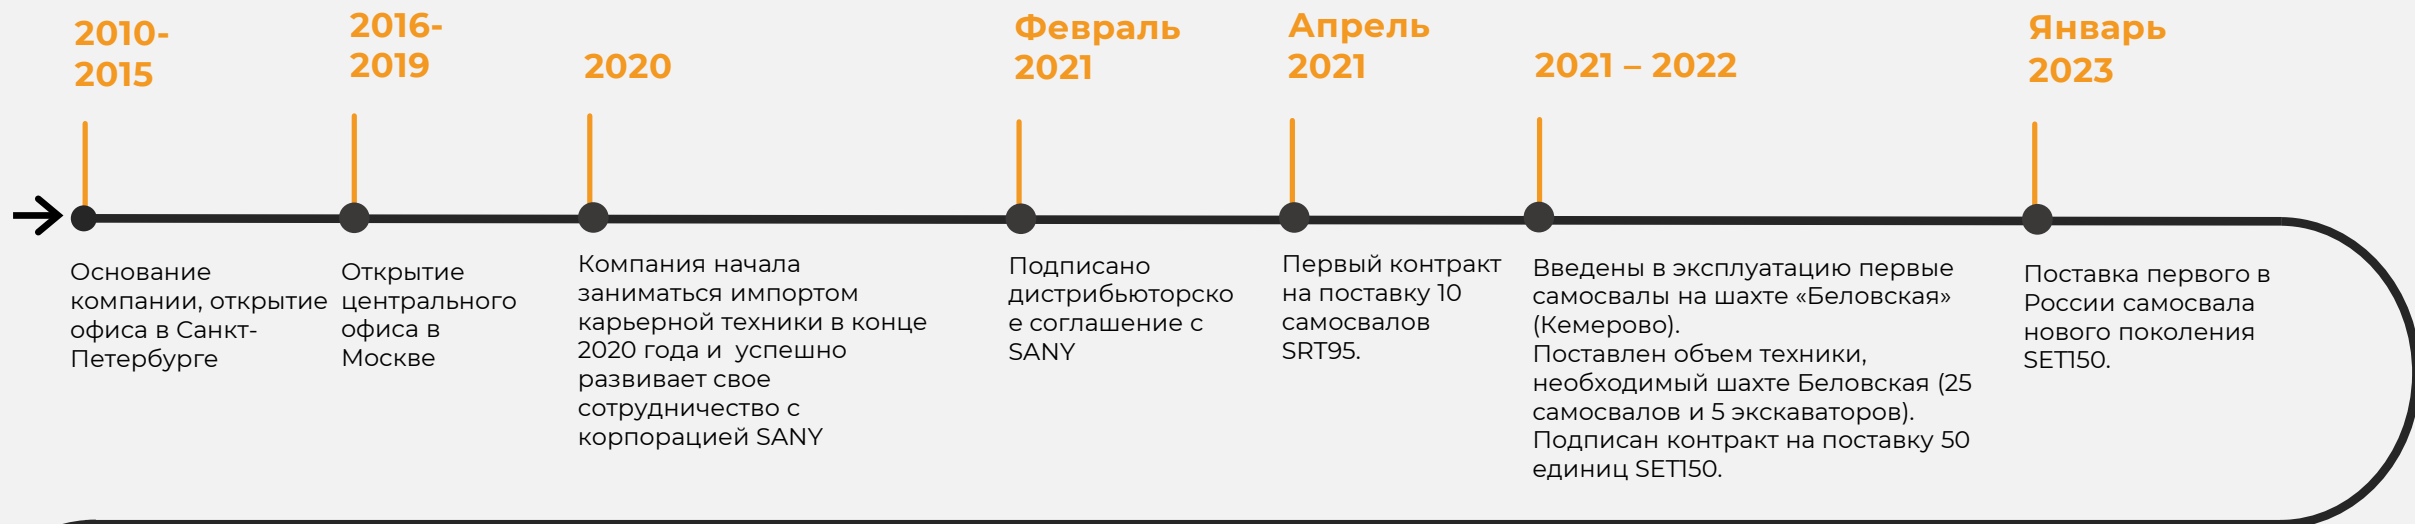 2010-
2015
Основание
компании, открытие
офиса в Санкт-
Петербурге
2016-
2019
Открытие
центрального
офиса в
Москве
2020
Компания начала
заниматься импортом
карьерной техники в конце
2020 года и  успешно
развивает свое
сотрудничество с
корпорацией SANY
Февраль
2021
Подписано
дистрибьюторско
е соглашение с
SANY
Апрель
2021
Первый контракт
на поставку 10
самосвалов
SRT95.
2021 – 2022
Введены в эксплуатацию первые
самосвалы на шахте «Беловская»
(Кемерово).
Поставлен объем техники,
необходимый шахте Беловская (25
самосвалов и 5 экскаваторов).
Подписан контракт на поставку 50
единиц SET150.
Январь
2023
Поставка первого в
России самосвала
нового поколения
SET150.